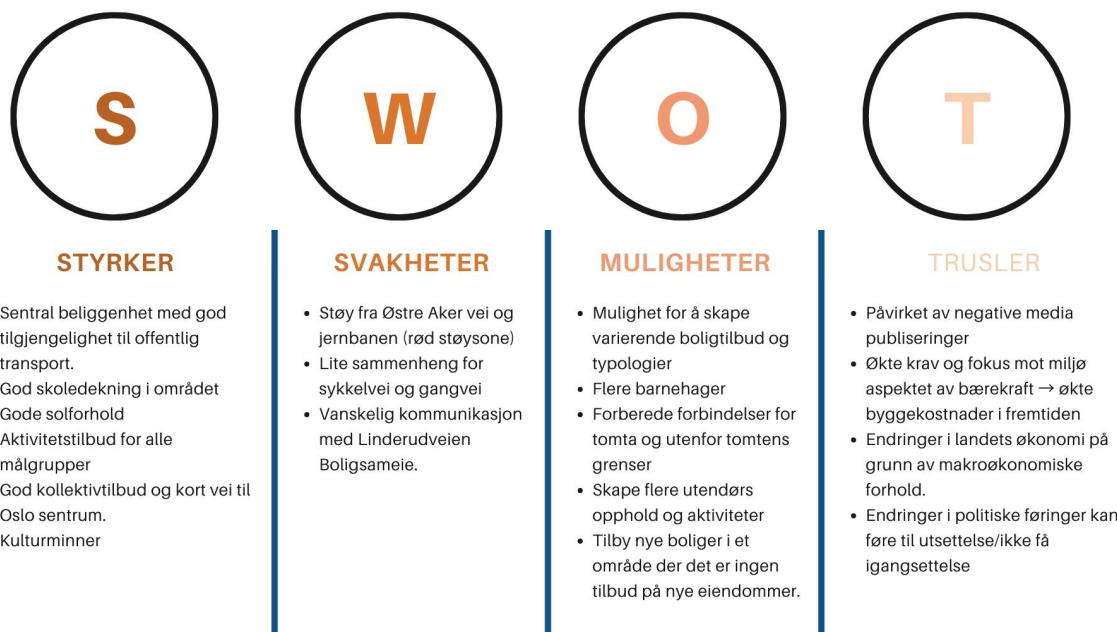 S
W
O
T
STYRKER
Sentral beliggenhet med god
tilgjengelighet til offentlig
transport.
God skoledekning i området
Gode solforhold
Aktivitetstilbud for alle
målgrupper
God kollektivtilbud og kort vei til
Oslo sentrum.
Kulturminner
SVAKHETER
• Støy fra Østre Aker vei og
jernbanen (rød støysone)
• Lite sammenheng for
sykkelvei og gangvei
• Vanskelig kommunikasjon
med Linderudveien
Boligsameie.
MULIGHETER
• Mulighet for å skape
varierende boligtilbud og
typologier
• Flere barnehager
• Forberede forbindelser for
tomta og utenfor tomtens
grenser
• Skape flere utendørs
opphold og aktiviteter
• Tilby nye boliger i et
område der det er ingen
tilbud på nye eiendommer.
TRUSLER
• Påvirket av negative media
publiseringer
• Økte krav og fokus mot miljø
aspektet av bærekraft → økte
byggekostnader i fremtiden
• Endringer i landets økonomi på
grunn av makroøkonomiske
forhold.
• Endringer i politiske føringer kan
føre til utsettelse/ikke få
igangsettelse